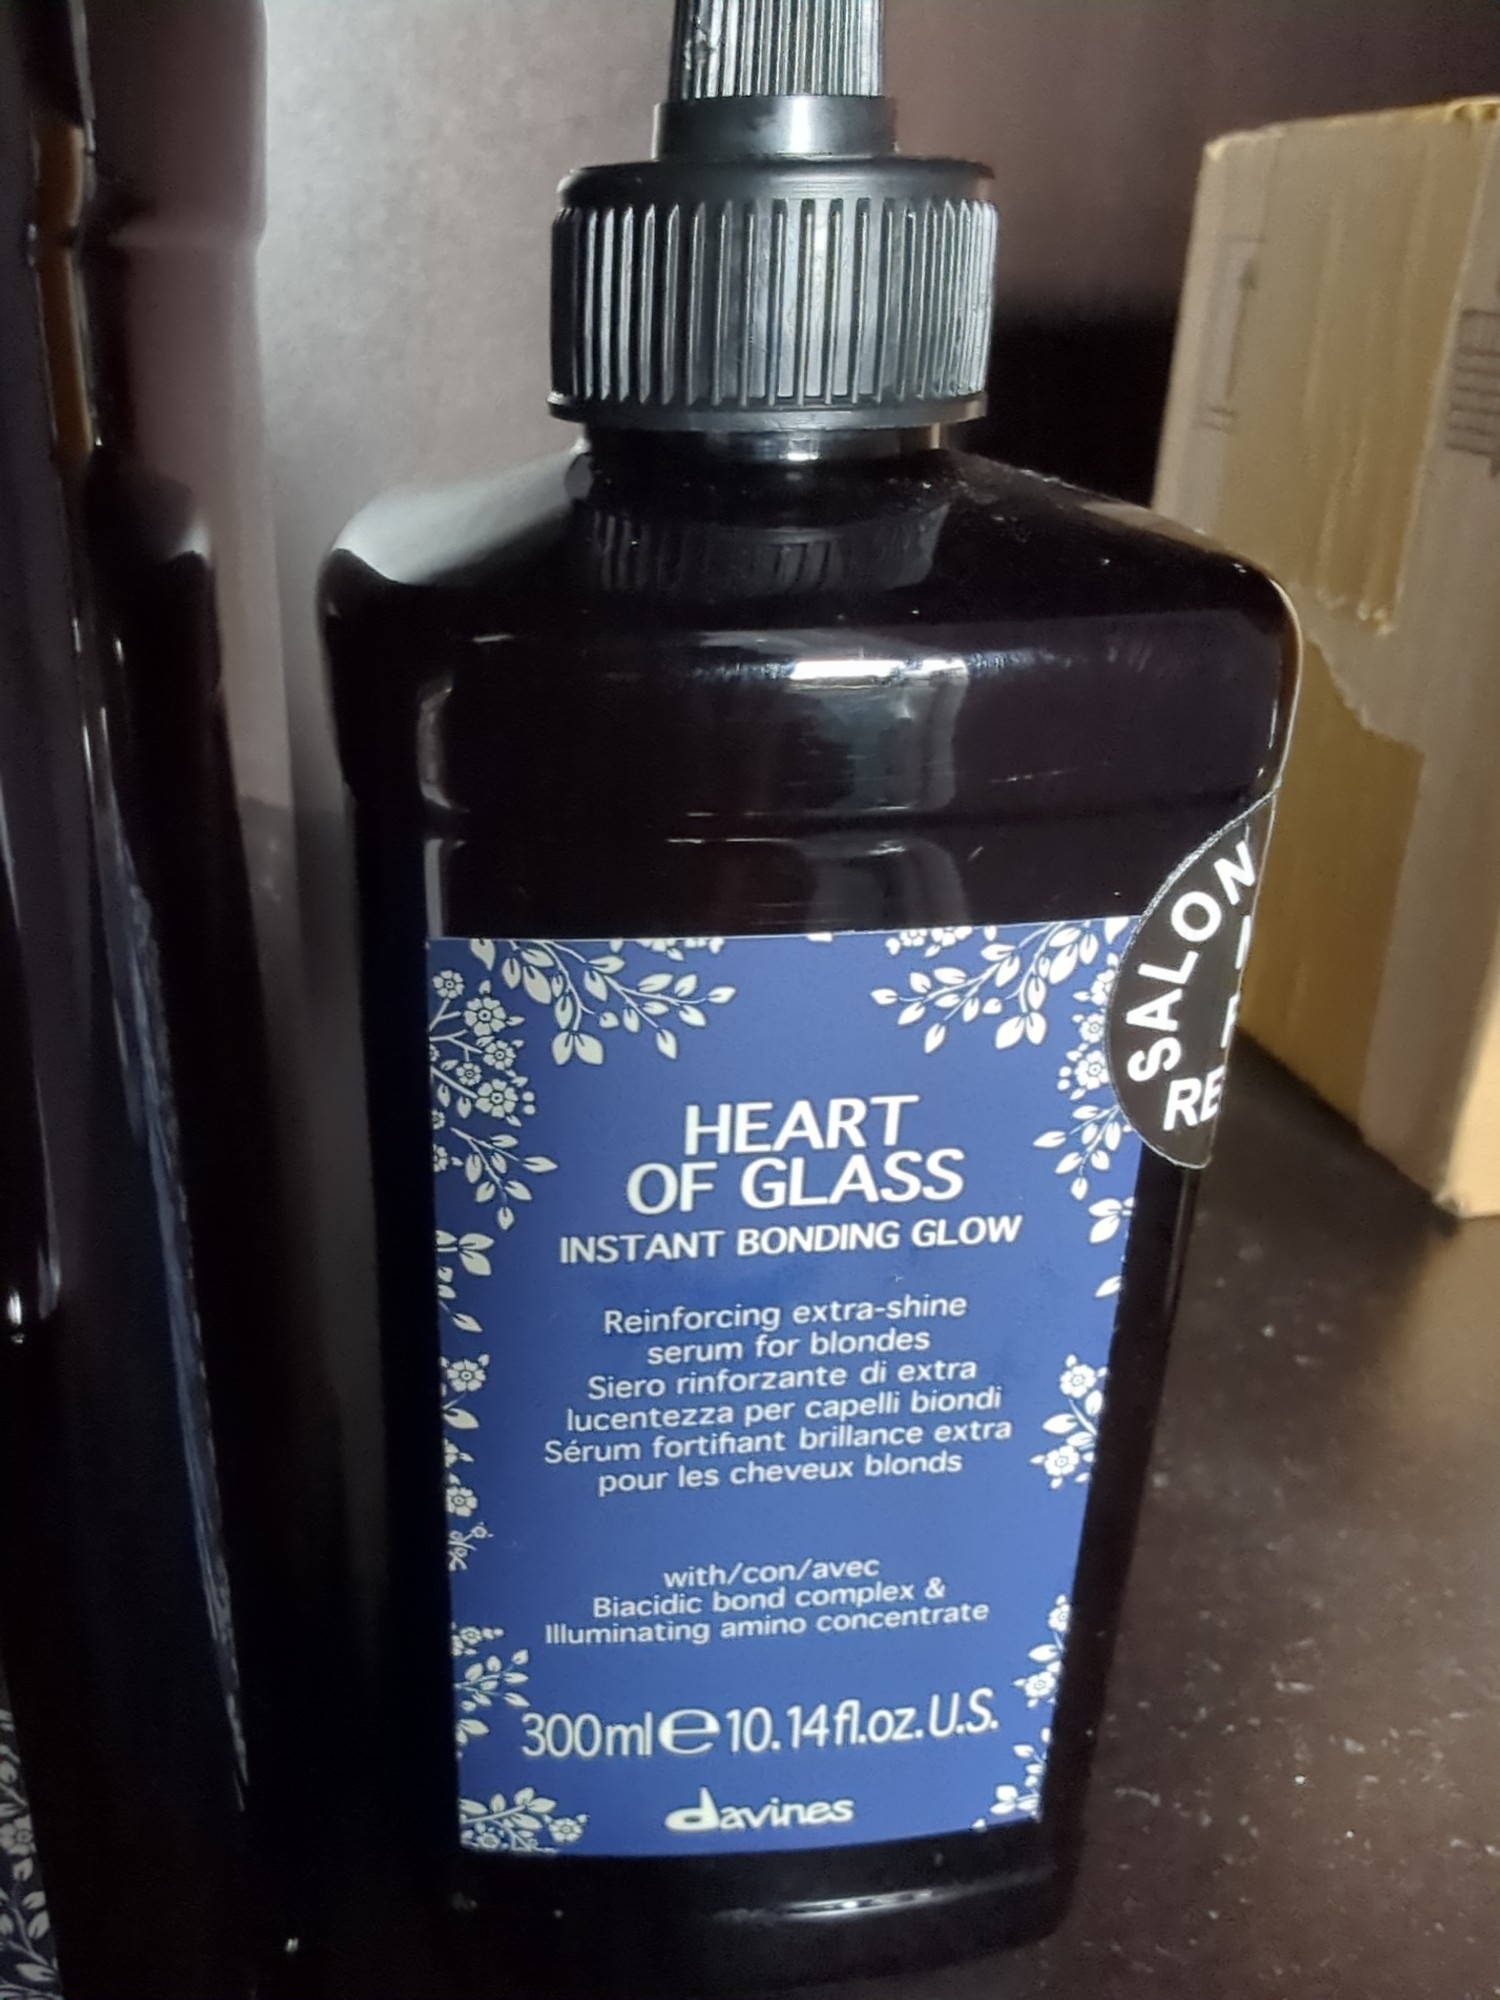 SALON
RE
HEART
OF GLASS
INSTANT BONDING GLOW
Reinforcing extra-shine
serum for blondes
Siero rinforzante di extra
lucentezza per capelli biondi
Sérum fortifiant brillance extra
pour les cheveux blonds
with/con/avec
Biacidic bond complex &
Illuminating amino concentrate
300ml℮10.14fl.oz.U.S.
davines